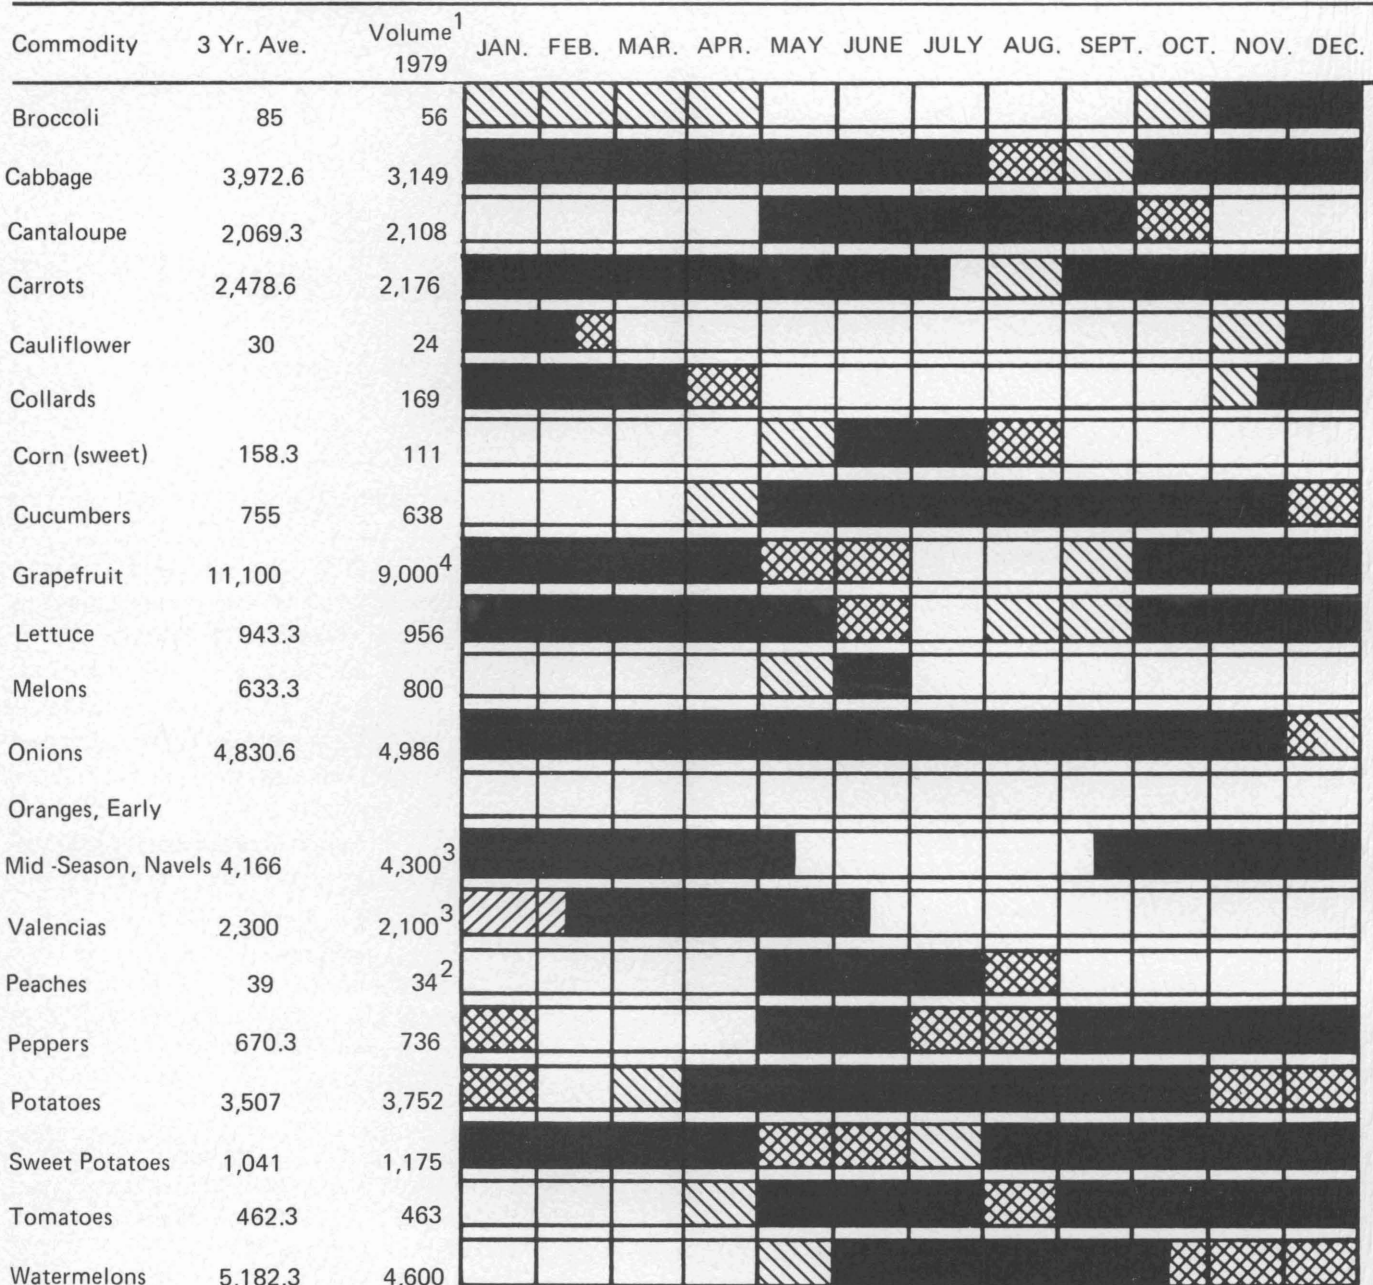 Commodity 3 Yr. Ave. Volume1 1979 JAN. FEB. MAR. APR. MAY JUNE JULY AUG. SEPT. OCT. NOV. DEC.
Broccoli 85 56
Cabbage 3,972.6 3,149
Cantaloupe 2,069.3 2,108
Carrots 2,478.6 2,176
Cauliflower 30 24
Collards 169
Corn (sweet) 158.3 111
Cucumbers 755 638
Grapefruit 11,100 9,0004
Lettuce 943.3 956
Melons 633.3 800
Onions 4,830.6 4,986
Oranges, Early
Mid -Season, Navels 4,166 4,3003
Valencias 2,300 2,1003
Peaches 39 342
Peppers 670.3 736
Potatoes 3,507 3,752
Sweet Potatoes 1,041 1,175
Tomatoes 462.3 463
Watermelons 5,182.3 4,600